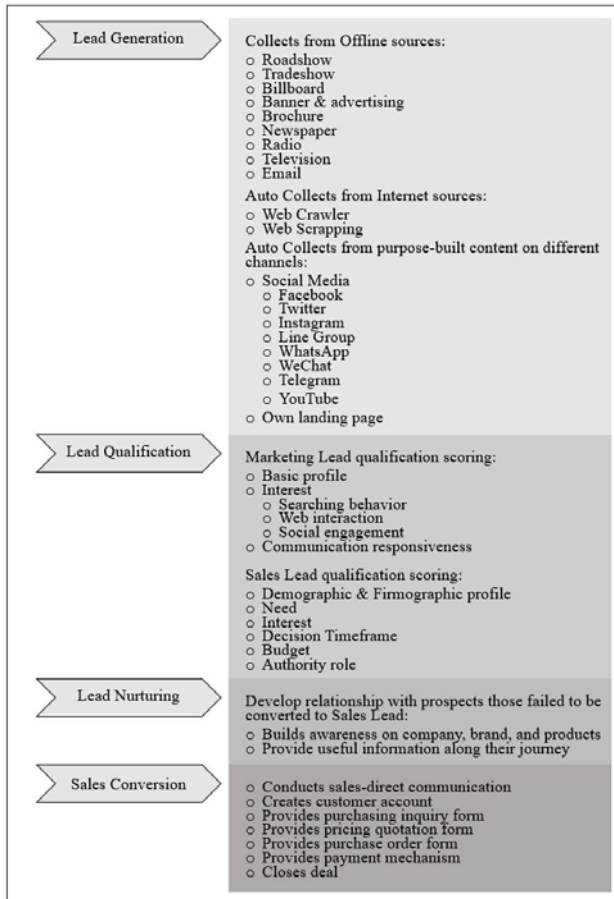 Lead Generation
Collects from Offline sources:
o Roadshow
o Tradeshow
o Billboard
o Banner & advertising
o Brochure
o Newspaper
o Radio
o Television
o Email
Auto Collects from Internet sources:
o Web Crawler
o Web Scrapping
Auto Collects from purpose-built content on different
channels:
o Social Media
o Facebook
o Twitter
o Instagram
o Line Group
o WhatsApp
o WeChat
o Telegram
o YouTube
o Own landing page
Lead Qualification
Marketing Lead qualification scoring:
o Basic profile
o Interest
o Searching behavior
o Web interaction
o Social engagement
o Communication responsiveness
Sales Lead qualification scoring:
o Demographic & Firmographic profile
o Need
o Interest
o Decision Timeframe
o Budget
o Authority role
Lead Nurturing
Develop relationship with prospects those failed to be
converted to Sales Lead:
o Builds awareness on company, brand, and products
o Provide useful information along their journey
Sales Conversion
o Conducts sales-direct communication
o Creates customer account
o Provides purchasing inquiry form
o Provides pricing quotation form
o Provides purchase order form
o Provides payment mechanism
o Closes deal